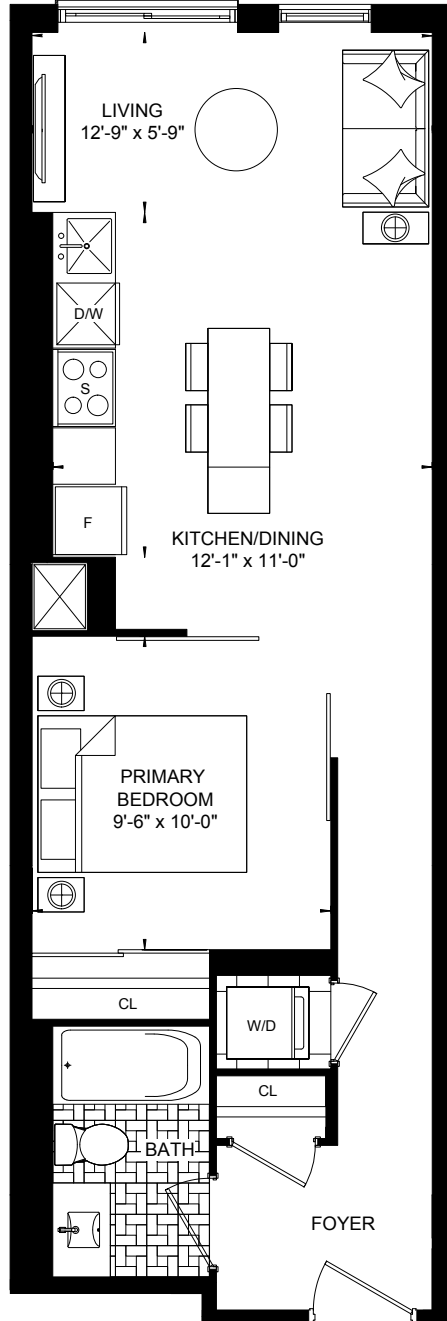 LIVING
12'-9" x 5'-9"
D/W
S
F
KITCHEN/DINING
12'-1" x 11'-0"
PRIMARY
BEDROOM
9'-6" x 10'-0"
CL
W/D
CL
BATH
FOYER